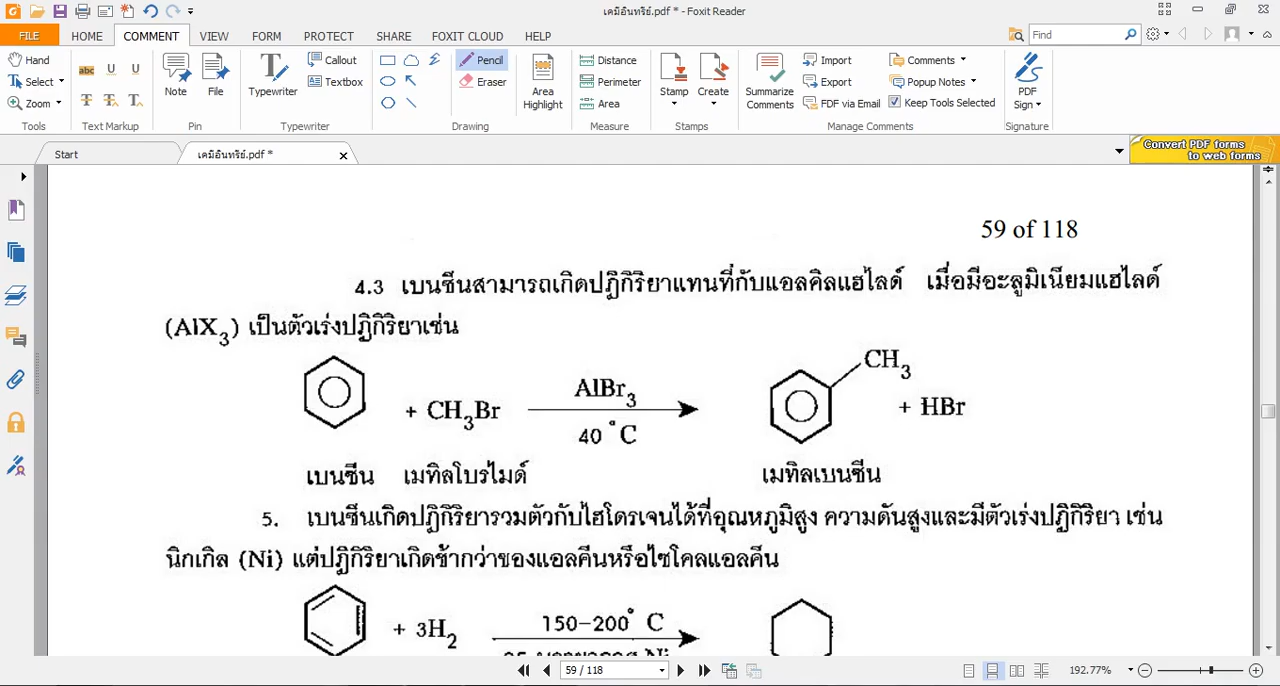 เคมีอินทรีย์.pdf * - Foxit Reader
FILE HOME COMMENT VIEW FORM PROTECT SHARE FOXIT CLOUD HELP
Find
Hand
Select
Zoom
Tools
abc U U
T T T
Text Markup
Note
File
Pin
Typewriter
Callout
Textbox
Typewriter
Pencil
Eraser
Drawing
Area
Highlight
Distance
Perimeter
Area
Measure
Stamp
Create
Stamps
Summarize
Comments
Import
Export
FDF via Email
Comments
Popup Notes
Keep Tools Selected
Manage Comments
PDF
Sign
Signature
Start
เคมีอินทรีย์.pdf *
Convert PDF forms
to web forms
59 of 118
4.3 เบนซีนสามารถเกิดปฏิกิริยาแทนที่กับแอลคิลแฮไลด์ เมื่อมีอะลูมิเนียมแฮไลด์
(AlX₃) เป็นตัวเร่งปฏิกิริยาเช่น
+ CH₃Br AlBr₃ CH₃ + HBr
40 °C
เบนซีน เมทิลโบรไมด์ เมทิลเบนซีน
5. เบนซีนเกิดปฏิกิริยารวมตัวกับไฮโดรเจนได้ที่อุณหภูมิสูง ความดันสูงและมีตัวเร่งปฏิกิริยา เช่น
นิกเกิล (Ni) แต่ปฏิกิริยาเกิดช้ากว่าของแอลคีนหรือไซโคลแอลคีน
+ 3H₂ 150-200° C
59 / 118
192.77%